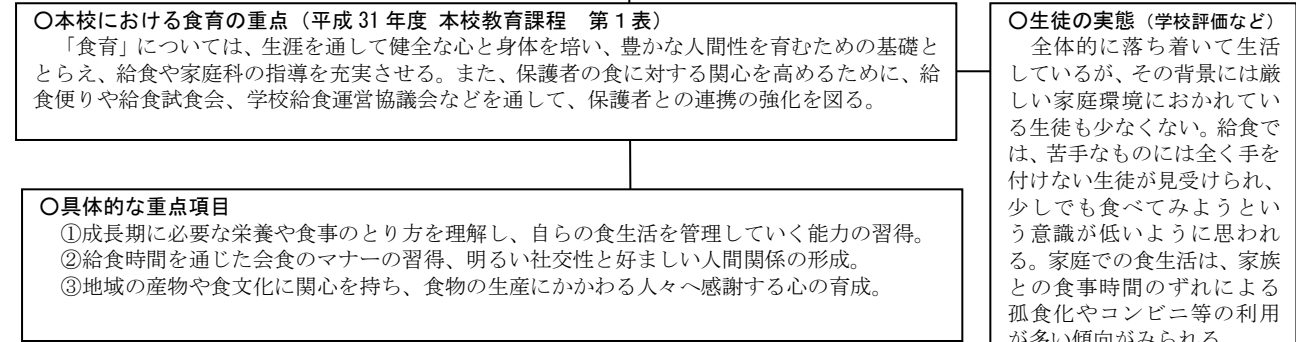 〇本校における食育の重点（平成 31 年度 本校教育課程　第１表）
「食育」については、生涯を通して健全な心と身体を培い、豊かな人間性を育むための基礎と
とらえ、給食や家庭科の指導を充実させる。また、保護者の食に対する関心を高めるために、給
食便りや給食試食会、学校給食運営協議会などを通して、保護者との連携の強化を図る。
〇具体的な重点項目
①成長期に必要な栄養や食事のとり方を理解し、自らの食生活を管理していく能力の習得。
②給食時間を通じた会食のマナーの習得、明るい社交性と好ましい人間関係の形成。
③地域の産物や食文化に関心を持ち、食物の生産にかかわる人々へ感謝する心の育成。
〇生徒の実態（学校評価など）
全体的に落ち着いて生活
しているが、その背景には厳
しい家庭環境におかれてい
る生徒も少なくない。給食で
は、苦手なものには全く手を
付けない生徒が見受けられ、
少しでも食べてみようとい
う意識が低いように思われ
る。家庭での食生活は、家族
との食事時間のずれによる
孤食化やコンビニ等の利用
が多い傾向がみられる。